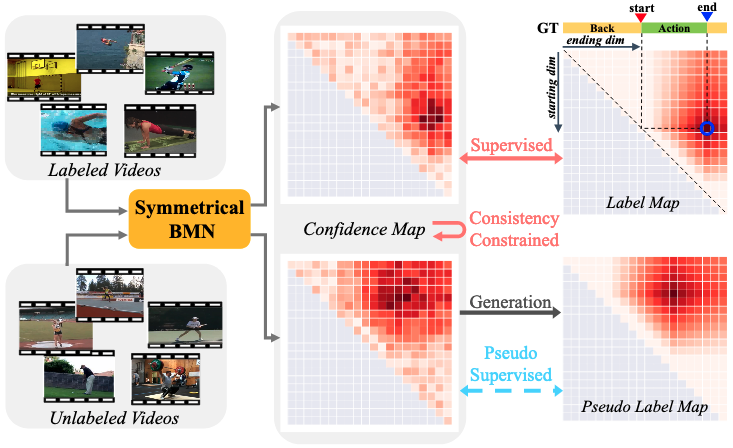 start
end
GT
Back
Action
ending dim
starting dim
Labeled Videos
Symmetrical
BMN
Supervised
Label Map
Confidence Map
Consistency
Constrained
Generation
Pseudo
Supervised
Unlabeled Videos
Pseudo Label Map